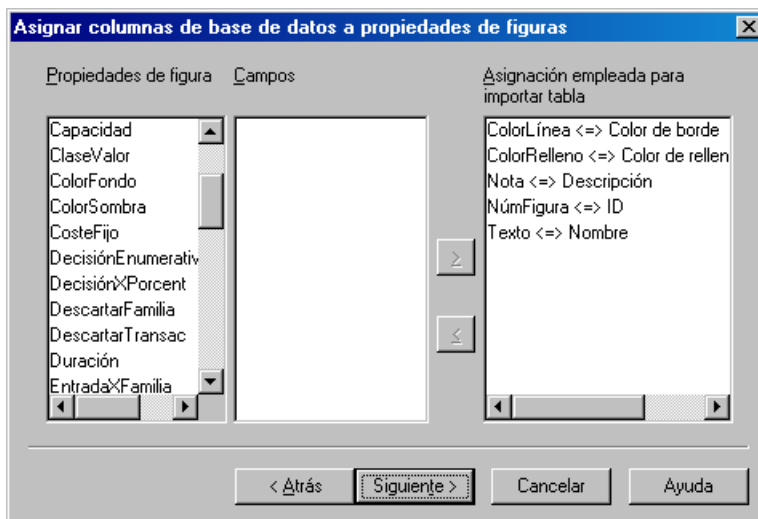 Asignar columnas de base de datos a propiedades de figuras
Propiedades de figura
Campos
Asignación empleada para
importar tabla
Capacidad
ClaseValor
ColorFondo
ColorSombra
CosteFijo
DecisiónEnumerativ
DecisiónXPorcent
DescartarFamilia
DescartarTransac
Duración
EntradaXFamilia
ColorLínea <=> Color de borde
ColorRelleno <=> Color de rellen
Nota <=> Descripción
NúmFigura <=> ID
Texto <=> Nombre
>
<
< Atrás
Siguiente >
Cancelar
Ayuda